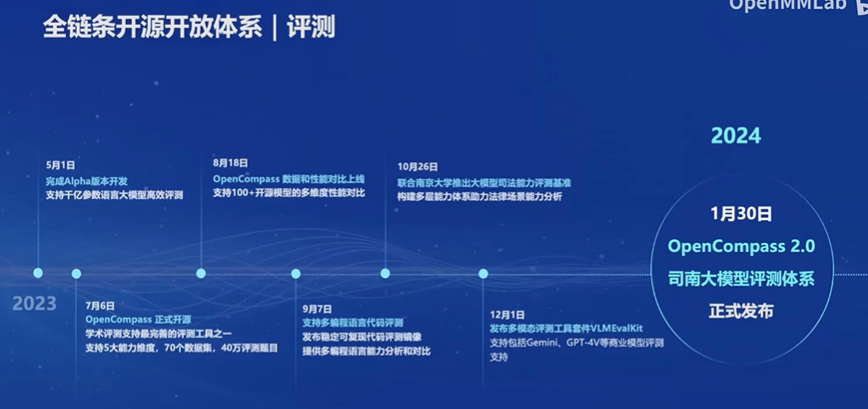 OpenMMLab
全链条开源开放体系 | 评测
2024
5月1日
完成Alpha版本开发
支持千亿参数语言大模型高效评测
8月18日
OpenCompass 数据和性能对比上线
支持100+开源模型的多维度性能对比
10月26日
联合南京大学推出大模型司法能力评测基准
构建多层能力体系助力法律场景能力分析
1月30日
OpenCompass 2.0
司南大模型评测体系
正式发布
2023
7月6日
OpenCompass 正式开源
学术评测支持最完善的评测工具之一
支持5大能力维度，70个数据集，40万评测题目
9月7日
支持多编程语言代码评测
发布稳定可复现代码评测镜像
提供多编程语言能力分析和对比
12月1日
发布多模态评测工具套件VLMEvalKit
支持包括Gemini、GPT-4V等商业模型评测
支持